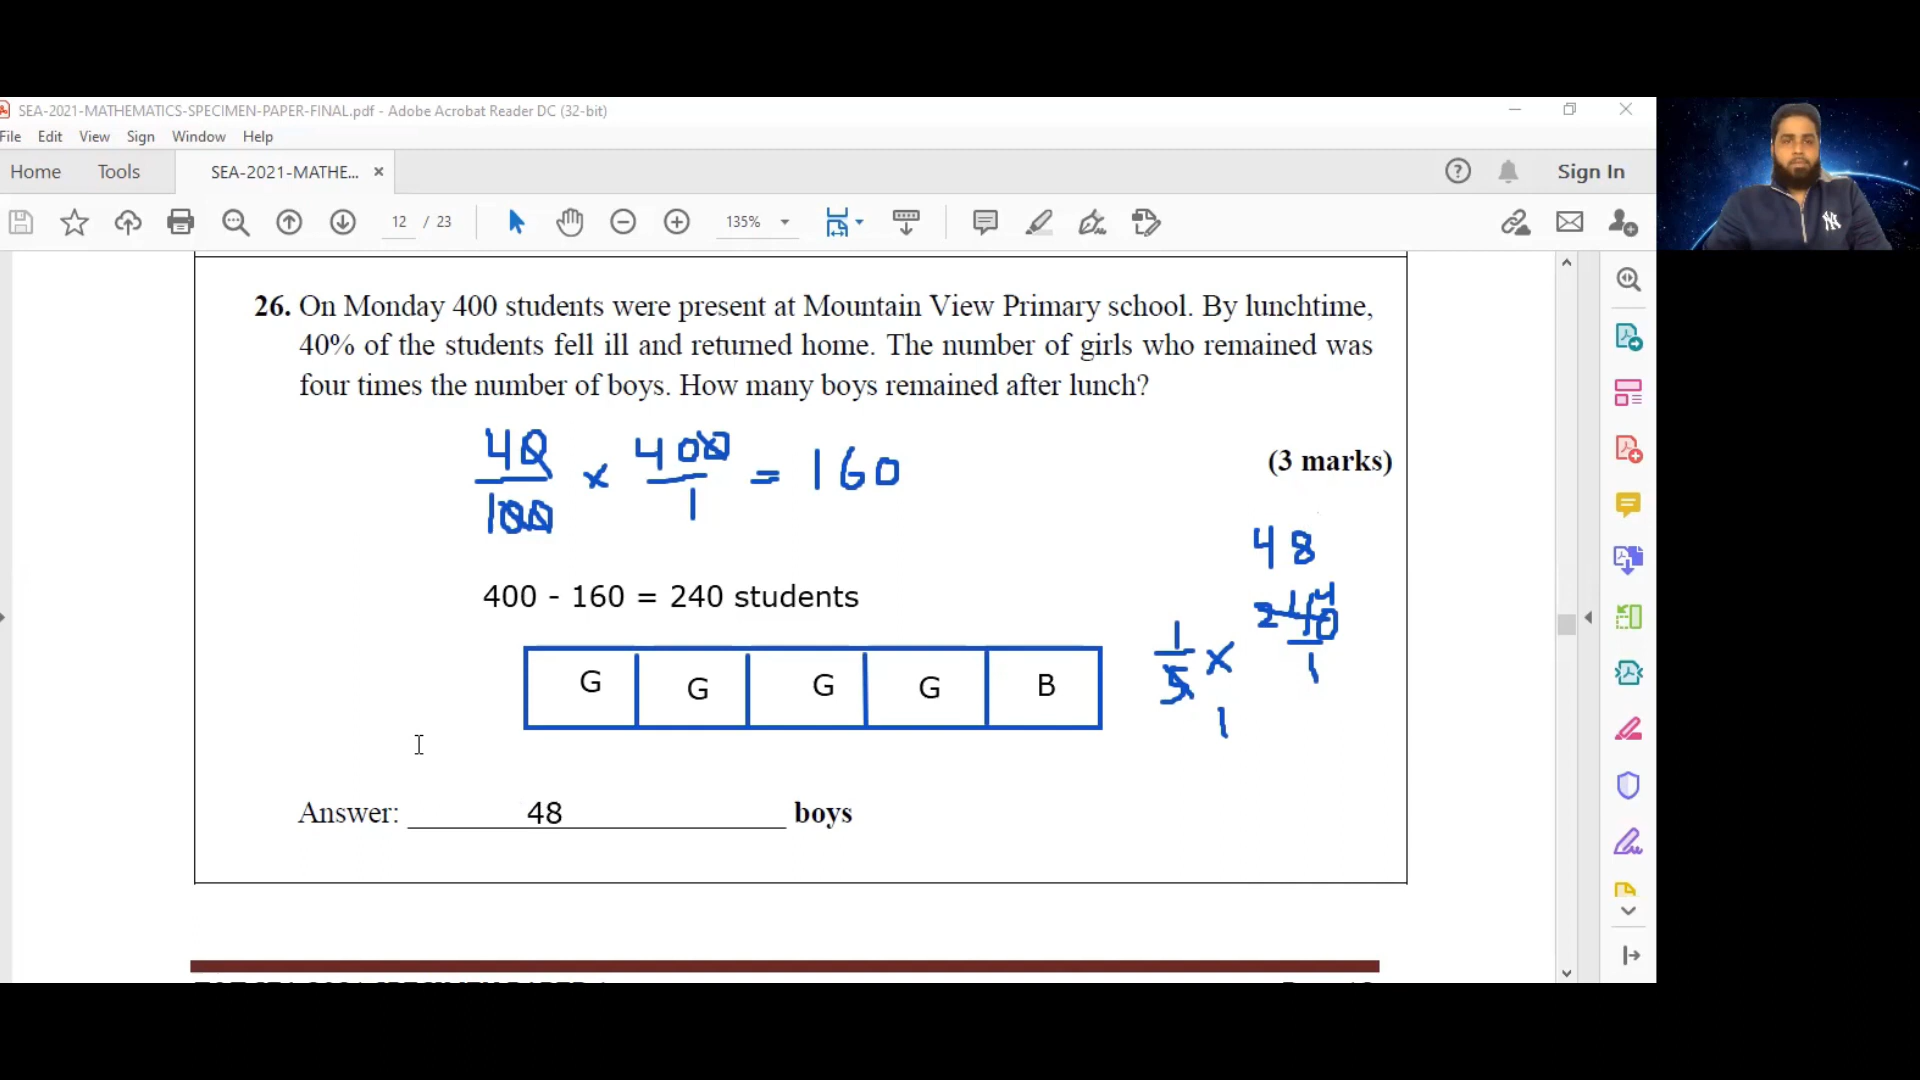 SEA-2021-MATHEMATICS-SPECIMEN-PAPER-FINAL.pdf - Adobe Acrobat Reader DC (32-bit)
File Edit View Sign Window Help
Home Tools SEA-2021-MATHE... × Sign In
12 / 23 135%
26. On Monday 400 students were present at Mountain View Primary school. By lunchtime,
40% of the students fell ill and returned home. The number of girls who remained was
four times the number of boys. How many boys remained after lunch?
(3 marks)
40/100 × 400/1 = 160
400 - 160 = 240 students
48
14
1/5 × 240/1
1
G G G G B
Answer: 48 boys